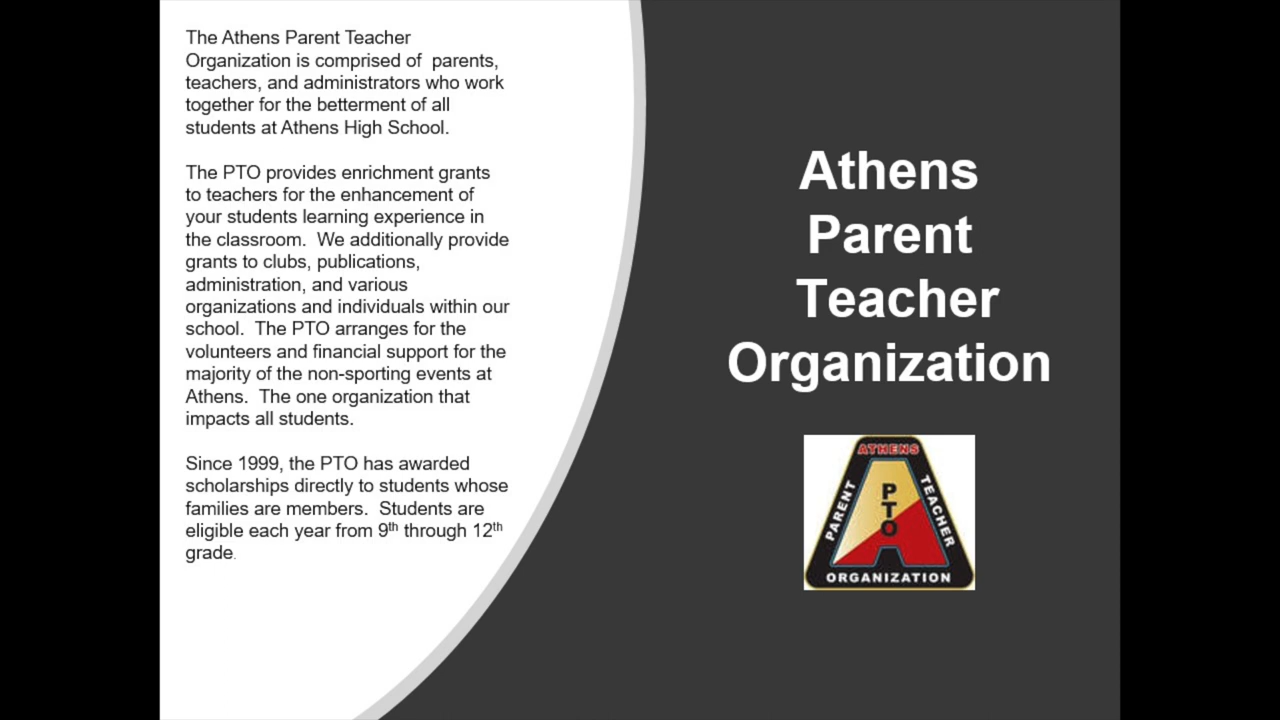 The Athens Parent Teacher
Organization is comprised of  parents,
teachers, and administrators who work
together for the betterment of all
students at Athens High School.
The PTO provides enrichment grants
to teachers for the enhancement of
your students learning experience in
the classroom.  We additionally provide
grants to clubs, publications,
administration, and various
organizations and individuals within our
school.  The PTO arranges for the
volunteers and financial support for the
majority of the non-sporting events at
Athens.  The one organization that
impacts all students.
Since 1999, the PTO has awarded
scholarships directly to students whose
families are members.  Students are
eligible each year from 9th through 12th
grade.
Athens
Parent
Teacher
Organization
ATHENS
PARENT
PTO
TEACHER
ORGANIZATION